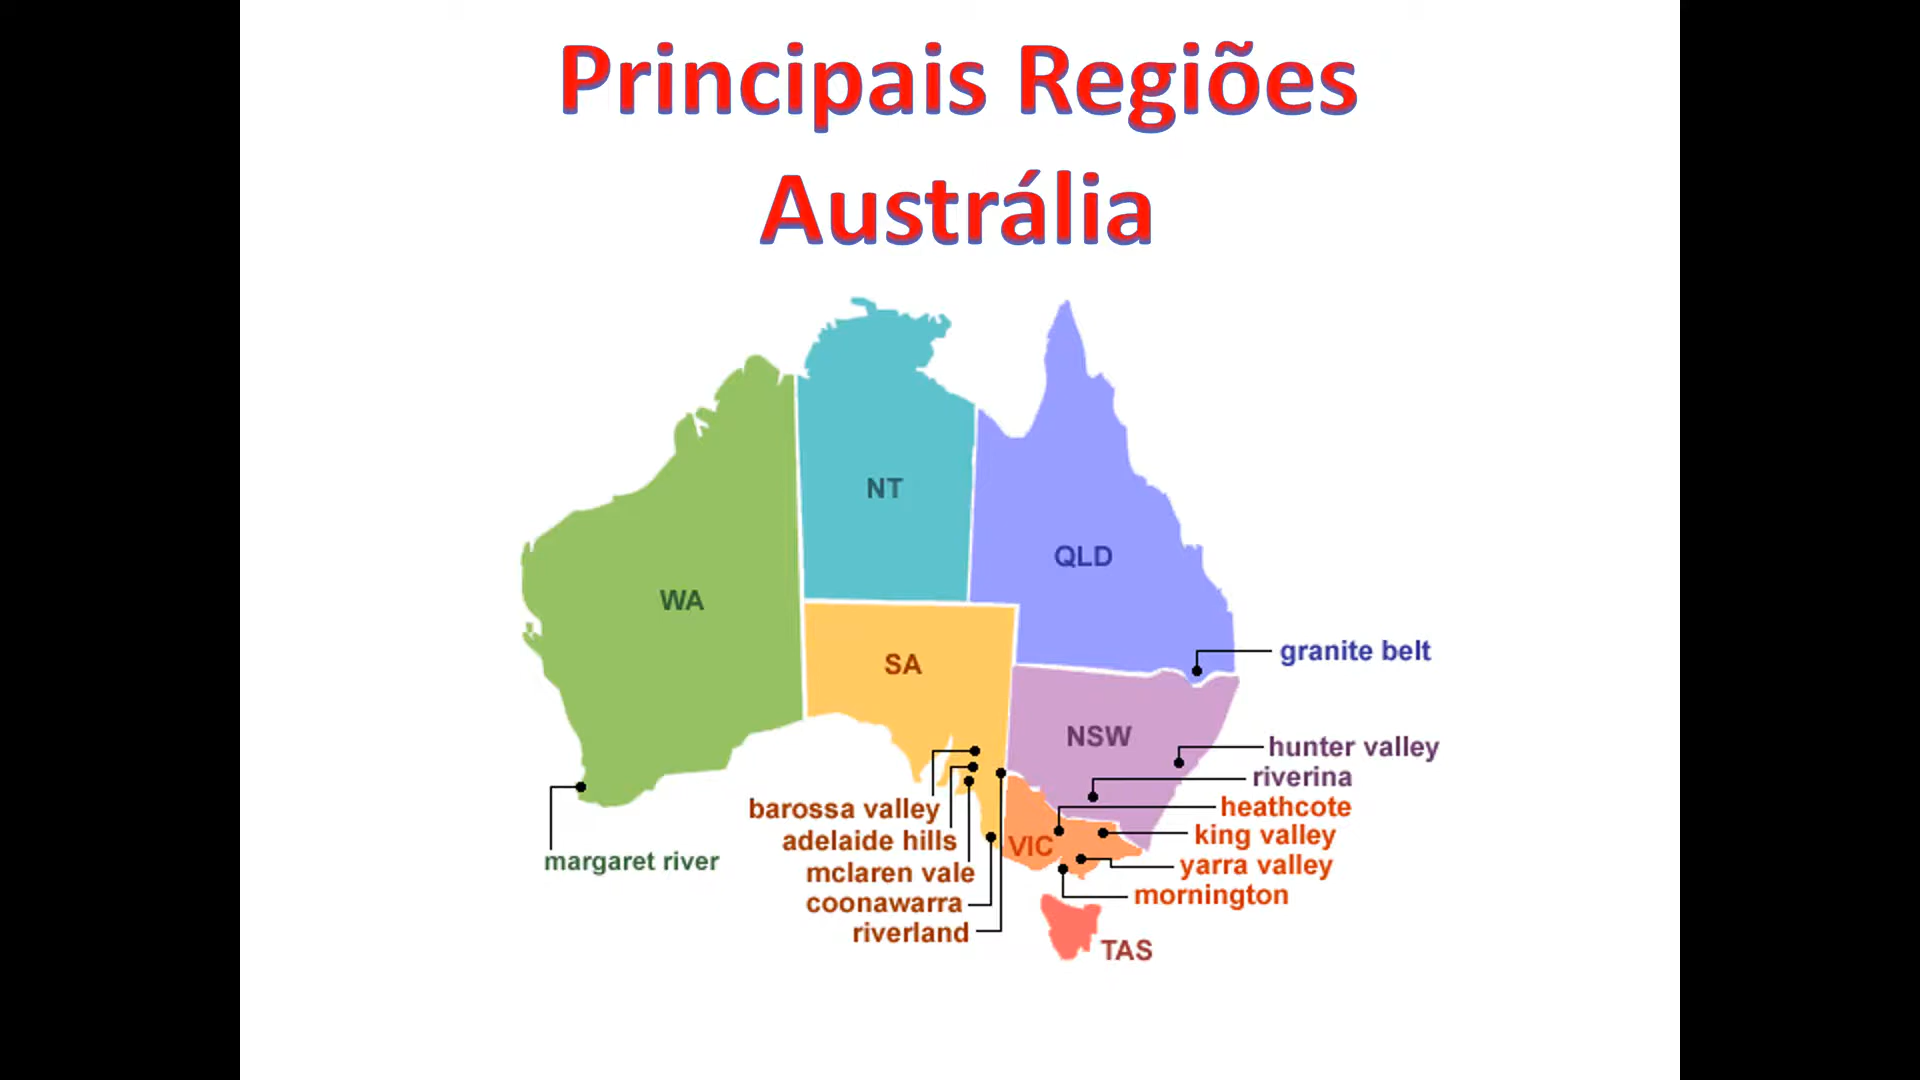 Principais Regiões
Austrália
NT
QLD
WA
SA
granite belt
NSW
hunter valley
riverina
barossa valley
heathcote
adelaide hills
VIC
king valley
margaret river
mclaren vale
yarra valley
coonawarra
mornington
riverland
TAS